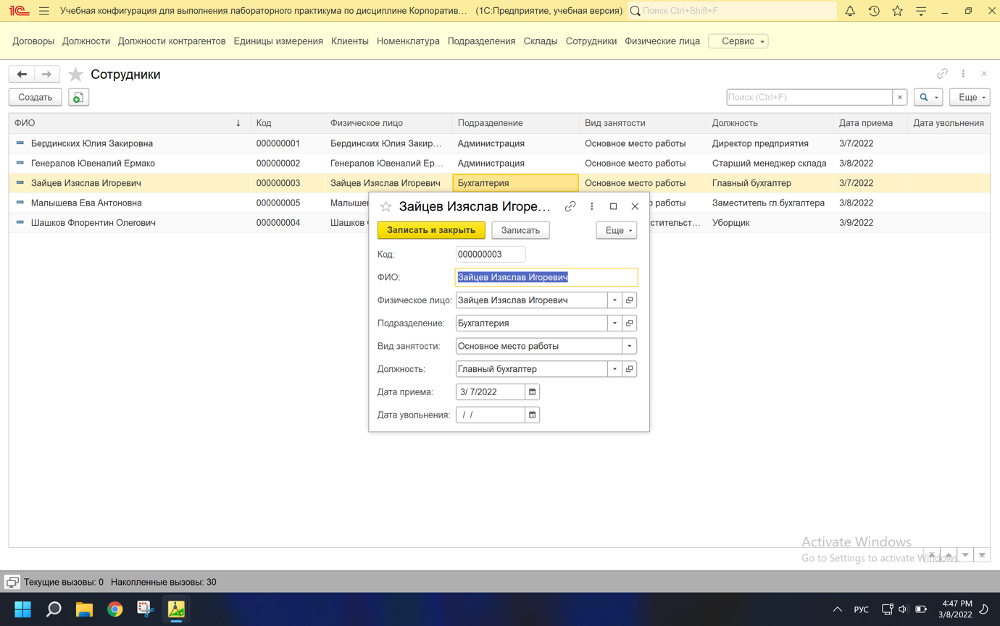 1С Учебная конфигурация для выполнения лабораторного практикума по дисциплине Корпоратив... (1С:Предприятие, учебная версия) Поиск Ctrl+Shift+F
Договоры Должности Должности контрагентов Единицы измерения Клиенты Номенклатура Подразделения Склады Сотрудники Физические лица Сервис
Сотрудники
Создать Поиск (Ctrl+F) × Еще
ФИО ↓ Код Физическое лицо Подразделение Вид занятости Должность Дата приема Дата увольнения
Бердинских Юлия Закировна 000000001 Бердинских Юлия Закир... Администрация Основное место работы Директор предприятия 3/7/2022
Генералов Ювеналий Ермако 000000002 Генералов Ювеналий Ер... Администрация Основное место работы Старший менеджер склада 3/8/2022
Зайцев Изяслав Игоревич 000000003 Зайцев Изяслав Игоревич Бухгалтерия Основное место работы Главный бухгалтер 3/7/2022
Малышева Ева Антоновна 000000005 Малышев работы Заместитель гл.бухгалтера 3/8/2022
Шашков Флорентин Олегович 000000004 Шашков стительст... Уборщик 3/9/2022
Зайцев Изяслав Игоре...
Записать и закрыть Записать Еще
Код: 000000003
ФИО: Зайцев Изяслав Игоревич
Физическое лицо: Зайцев Изяслав Игоревич
Подразделение: Бухгалтерия
Вид занятости: Основное место работы
Должность: Главный бухгалтер
Дата приема: 3/ 7/2022
Дата увольнения: / /
Activate Windows
Go to Settings to activate Windows.
Текущие вызовы: 0 Накопленные вызовы: 30
РУС 4:47 PM
3/8/2022